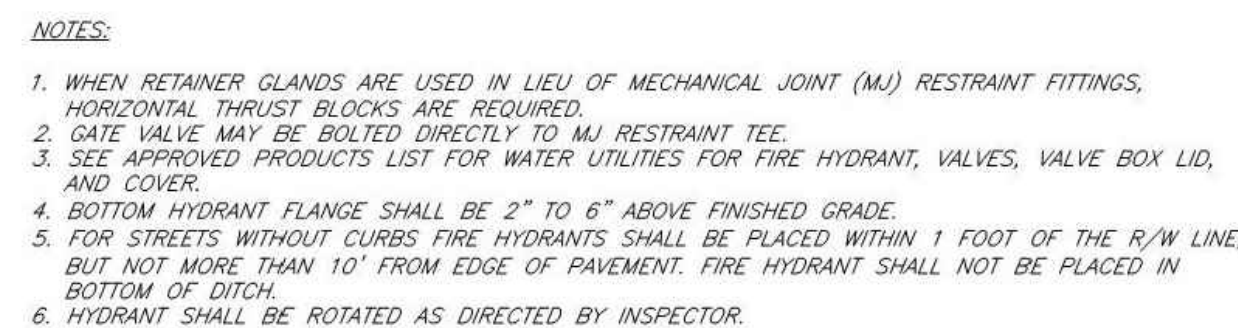 NOTES:
1. WHEN RETAINER GLANDS ARE USED IN LIEU OF MECHANICAL JOINT (MJ) RESTRAINT FITTINGS,
HORIZONTAL THRUST BLOCKS ARE REQUIRED.
2. GATE VALVE MAY BE BOLTED DIRECTLY TO MJ RESTRAINT TEE.
3. SEE APPROVED PRODUCTS LIST FOR WATER UTILITIES FOR FIRE HYDRANT, VALVES, VALVE BOX LID,
AND COVER.
4. BOTTOM HYDRANT FLANGE SHALL BE 2" TO 6" ABOVE FINISHED GRADE.
5. FOR STREETS WITHOUT CURBS FIRE HYDRANTS SHALL BE PLACED WITHIN 1 FOOT OF THE R/W LINE,
BUT NOT MORE THAN 10' FROM EDGE OF PAVEMENT. FIRE HYDRANT SHALL NOT BE PLACED IN
BOTTOM OF DITCH.
6. HYDRANT SHALL BE ROTATED AS DIRECTED BY INSPECTOR.